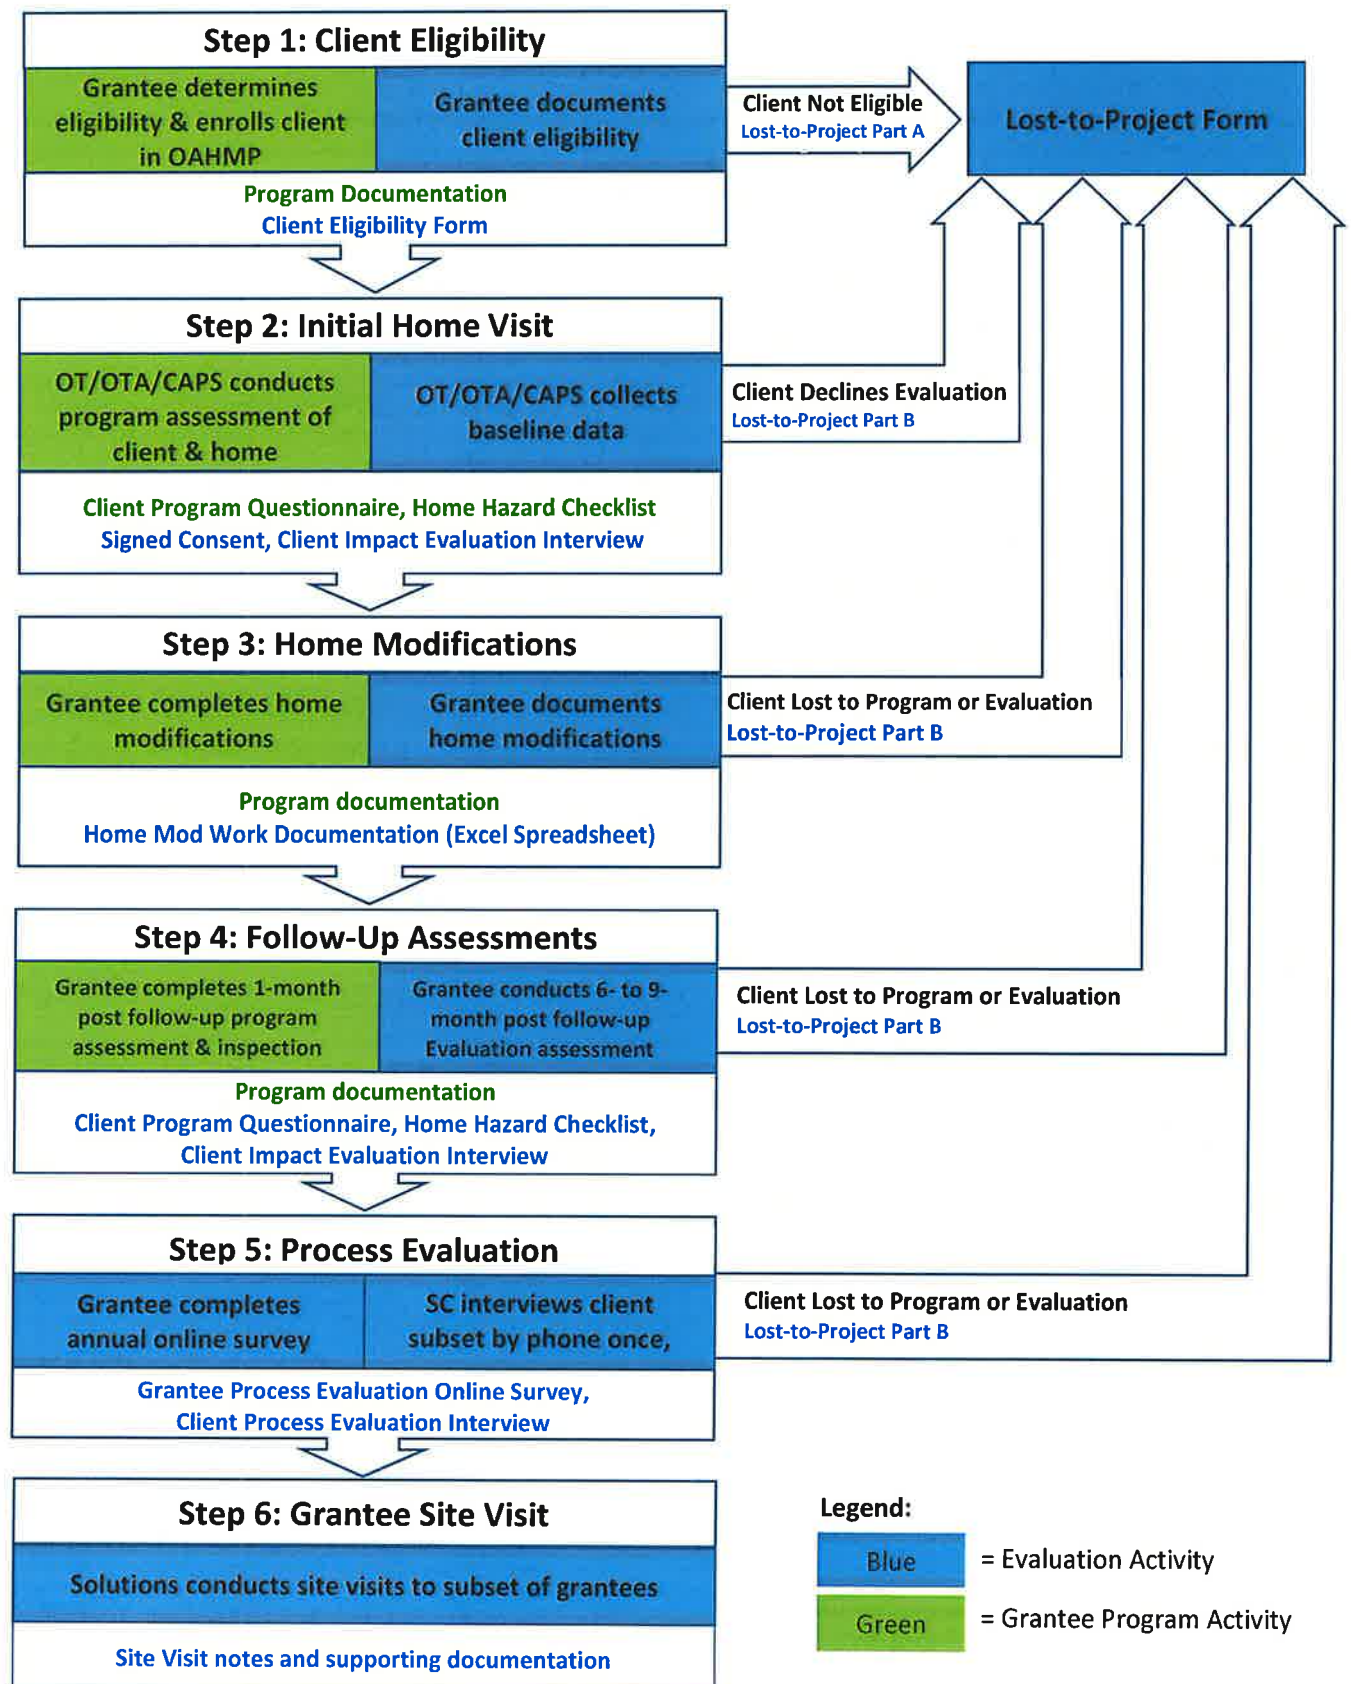 Step 1: Client Eligibility
Grantee determines
eligibility & enrolls client
in OAHMP
Grantee documents
client eligibility
Program Documentation
Client Eligibility Form
Client Not Eligible
Lost-to-Project Part A
Lost-to-Project Form
Step 2: Initial Home Visit
OT/OTA/CAPS conducts
program assessment of
client & home
OT/OTA/CAPS collects
baseline data
Client Program Questionnaire, Home Hazard Checklist
Signed Consent, Client Impact Evaluation Interview
Client Declines Evaluation
Lost-to-Project Part B
Step 3: Home Modifications
Grantee completes home
modifications
Grantee documents
home modifications
Program documentation
Home Mod Work Documentation (Excel Spreadsheet)
Client Lost to Program or Evaluation
Lost-to-Project Part B
Step 4: Follow-Up Assessments
Grantee completes 1-month
post follow-up program
assessment & inspection
Grantee conducts 6- to 9-
month post follow-up
Evaluation assessment
Program documentation
Client Program Questionnaire, Home Hazard Checklist,
Client Impact Evaluation Interview
Client Lost to Program or Evaluation
Lost-to-Project Part B
Step 5: Process Evaluation
Grantee completes
annual online survey
SC interviews client
subset by phone once,
Grantee Process Evaluation Online Survey,
Client Process Evaluation Interview
Client Lost to Program or Evaluation
Lost-to-Project Part B
Step 6: Grantee Site Visit
Solutions conducts site visits to subset of grantees
Site Visit notes and supporting documentation
Legend:
Blue
= Evaluation Activity
Green
= Grantee Program Activity